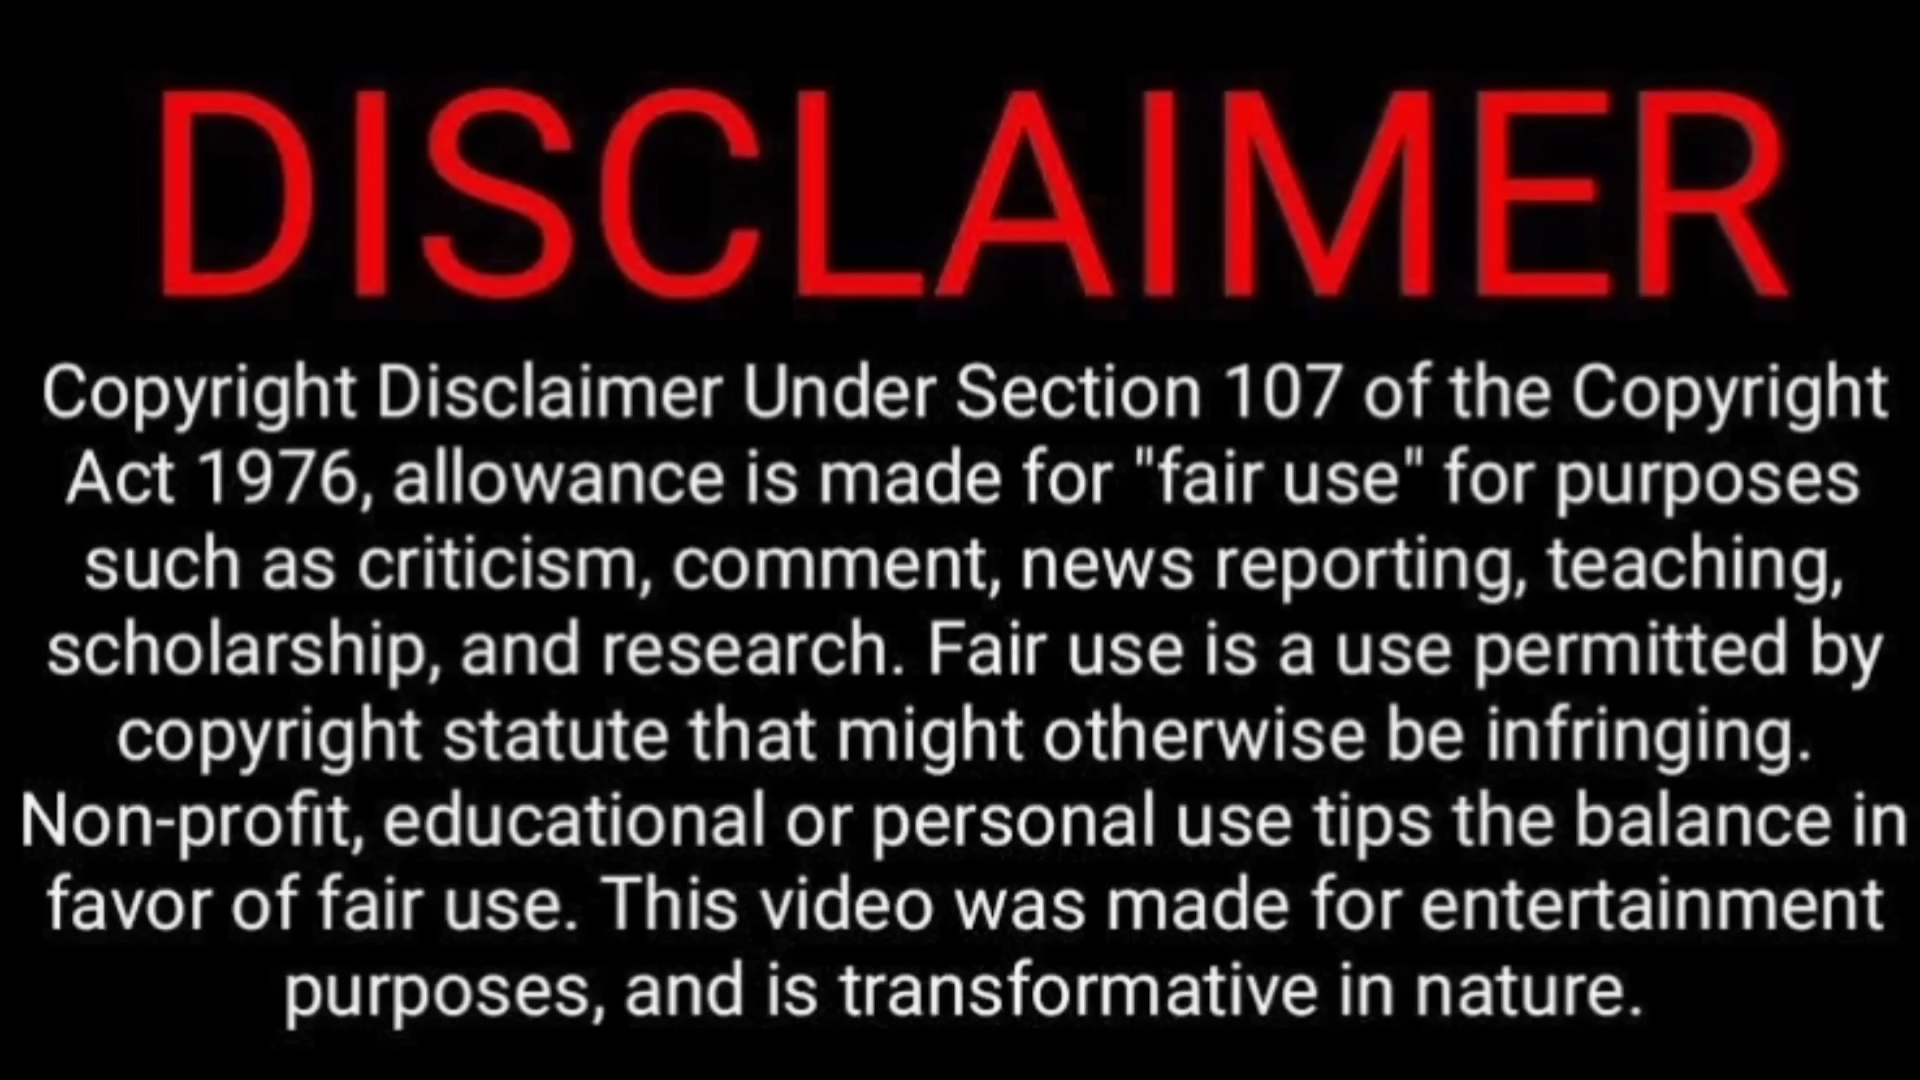 DISCLAIMER
Copyright Disclaimer Under Section 107 of the Copyright
Act 1976, allowance is made for "fair use" for purposes
such as criticism, comment, news reporting, teaching,
scholarship, and research. Fair use is a use permitted by
copyright statute that might otherwise be infringing.
Non-profit, educational or personal use tips the balance in
favor of fair use. This video was made for entertainment
purposes, and is transformative in nature.